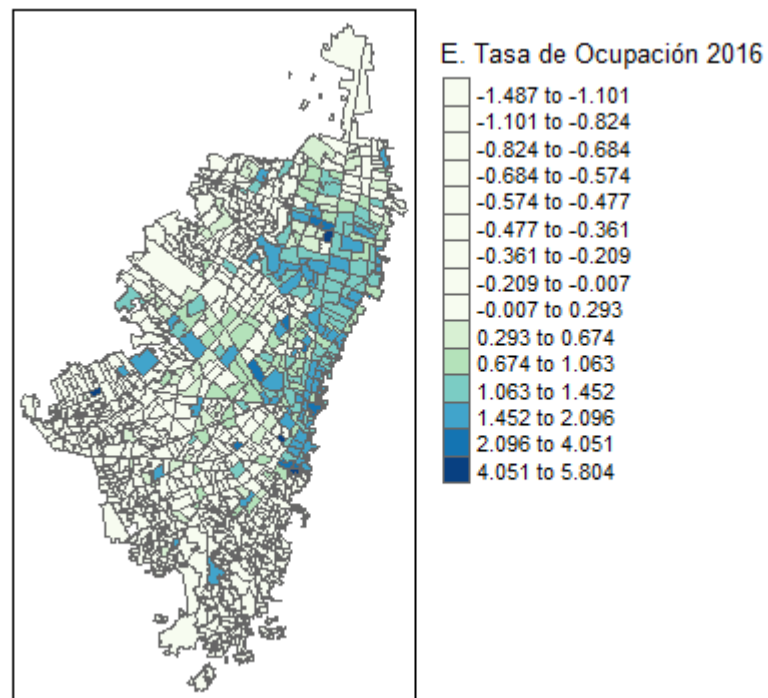 E. Tasa de Ocupación 2016
-1.487 to -1.101
-1.101 to -0.824
-0.824 to -0.684
-0.684 to -0.574
-0.574 to -0.477
-0.477 to -0.361
-0.361 to -0.209
-0.209 to -0.007
-0.007 to 0.293
0.293 to 0.674
0.674 to 1.063
1.063 to 1.452
1.452 to 2.096
2.096 to 4.051
4.051 to 5.804